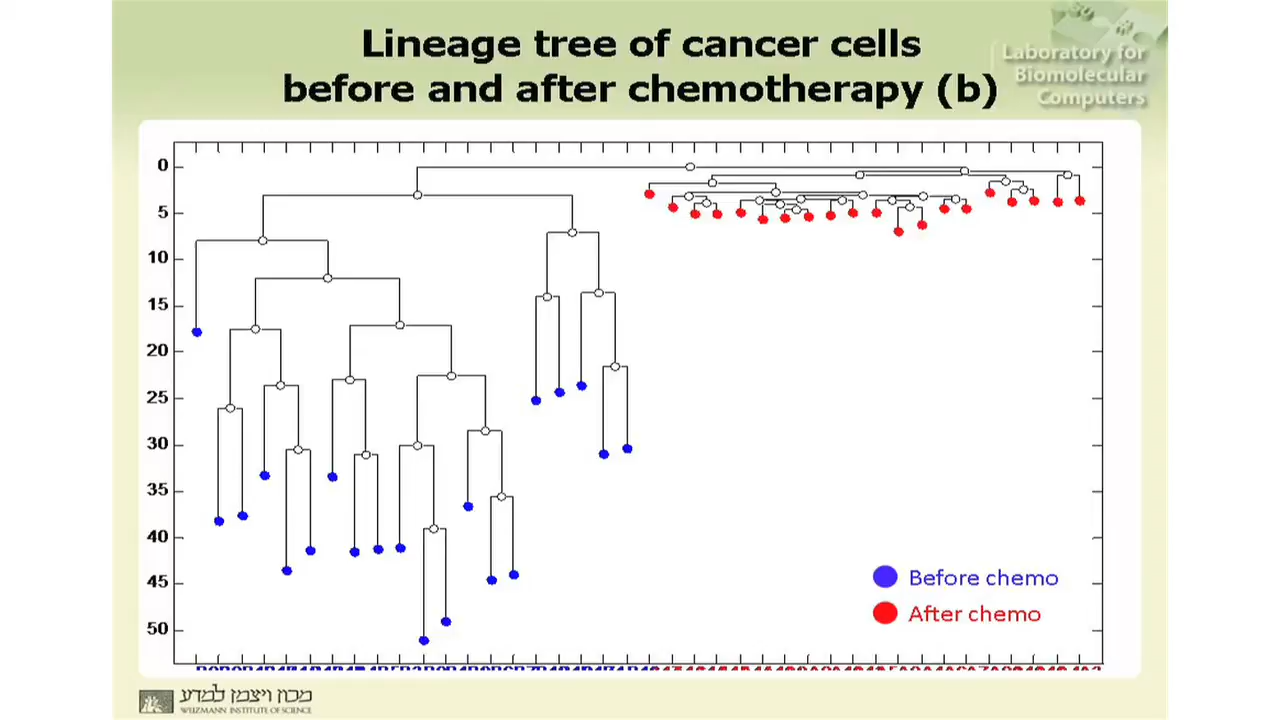 Lineage tree of cancer cells
before and after chemotherapy (b)
Laboratory for
Biomolecular
Computers
0
5
10
15
20
25
30
35
40
45
50
Before chemo
After chemo
מכון ויצמן למדע
WEIZMANN INSTITUTE OF SCIENCE